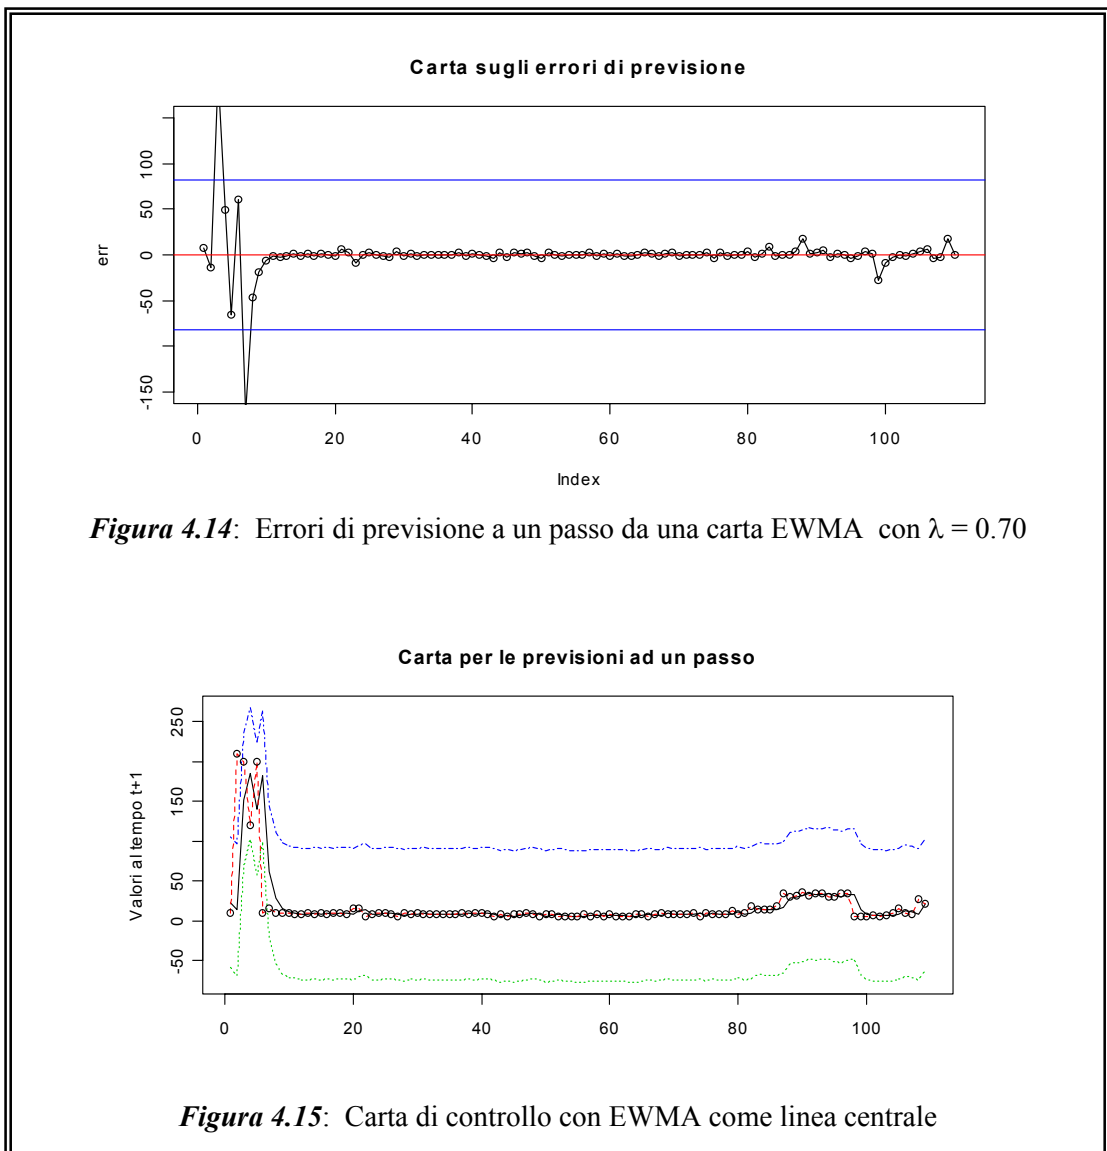 Carta sugli errori di previsione
err
100
50
0
-50
-150
0 20 40 60 80 100
Index
Figura 4.14: Errori di previsione a un passo da una carta EWMA con λ = 0.70
Carta per le previsioni ad un passo
Valori al tempo t+1
250
150
50
0
-50
0 20 40 60 80 100
Figura 4.15: Carta di controllo con EWMA come linea centrale